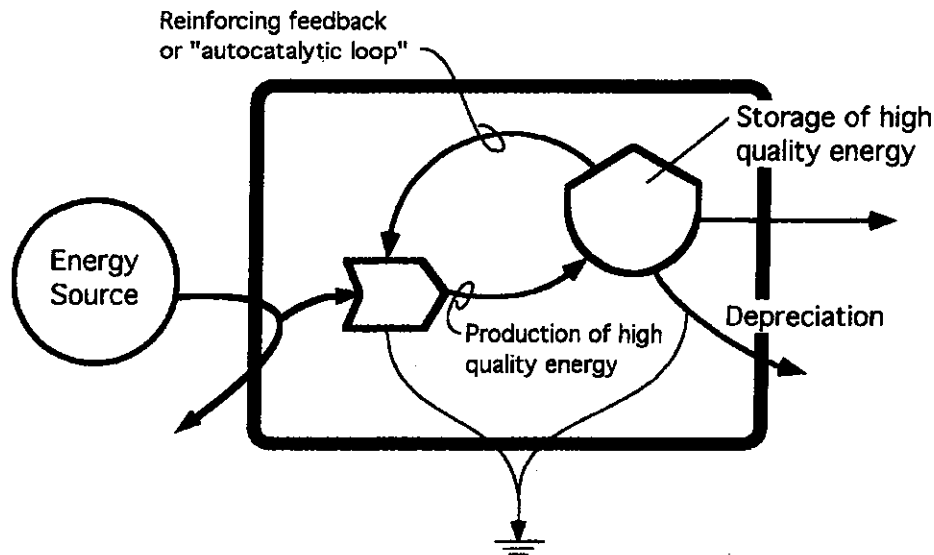 Reinforcing feedback
or "autocatalytic loop"
Storage of high
quality energy
Energy
Source
Production of high
quality energy
Depreciation